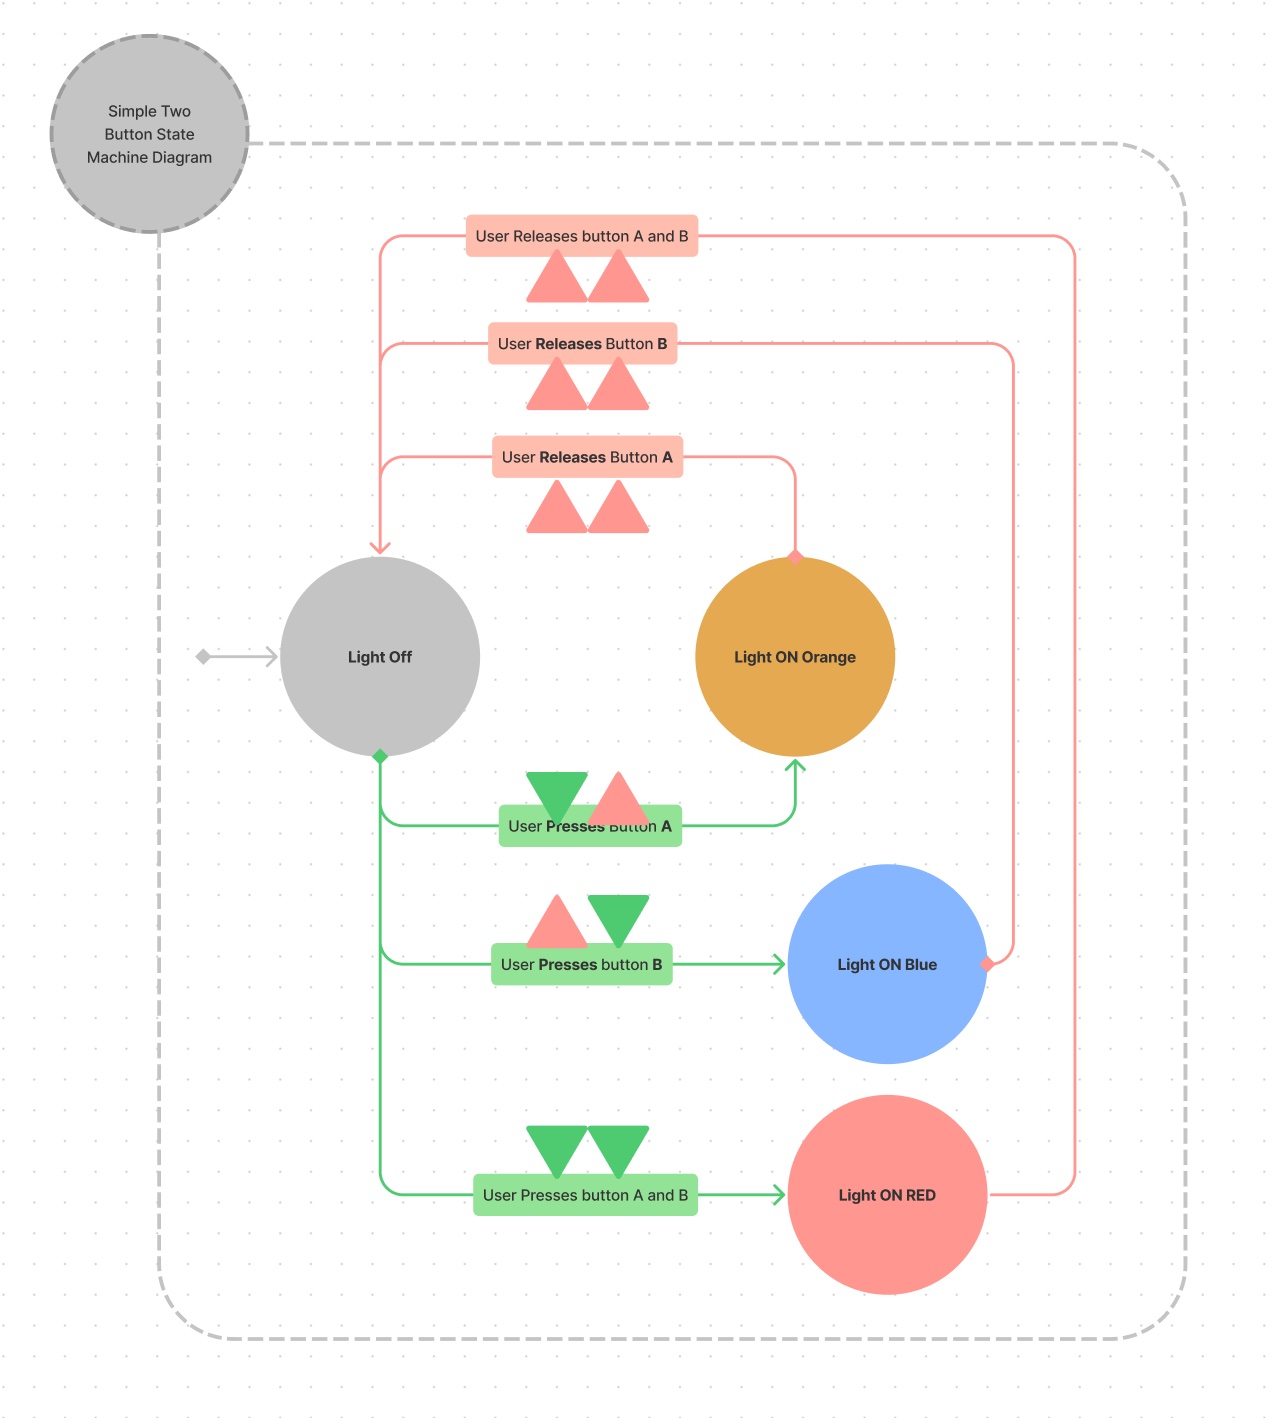 Simple Two
Button State
Machine Diagram
User Releases button A and B
User Releases Button B
User Releases Button A
Light Off
Light ON Orange
User Presses Button A
User Presses button B
Light ON Blue
User Presses button A and B
Light ON RED